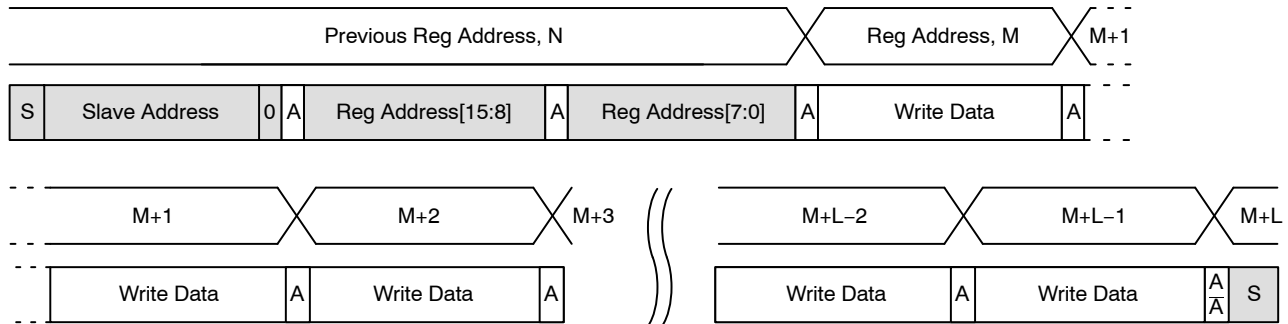 Previous Reg Address, N Reg Address, M M+1
S Slave Address 0 A Reg Address[15:8] A Reg Address[7:0] A Write Data A
M+1 M+2 M+3 M+L−2 M+L−1 M+L
Write Data A Write Data A Write Data A Write Data A S
A̅